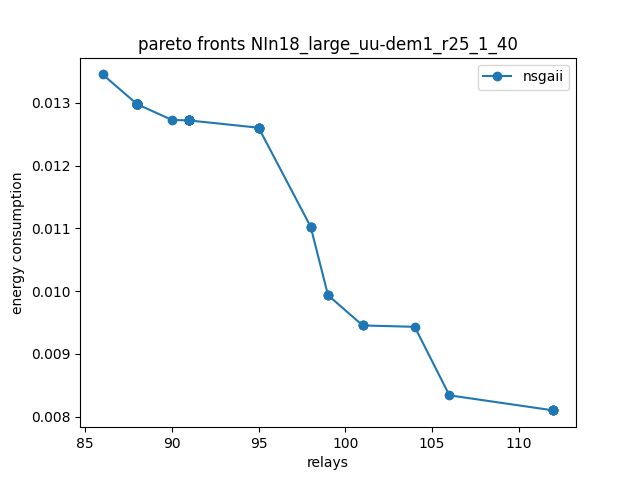 pareto fronts NIn18_large_uu-dem1_r25_1_40
nsgaii
energy consumption
0.013
0.012
0.011
0.010
0.009
0.008
85 90 95 100 105 110
relays